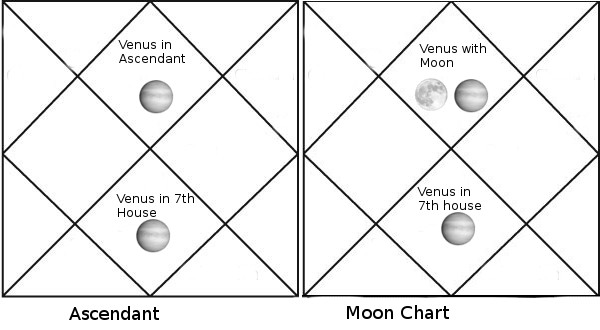 Venus in
Ascendant
Venus in 7th
House
Ascendant
Venus with
Moon
Venus in
7th house
Moon Chart